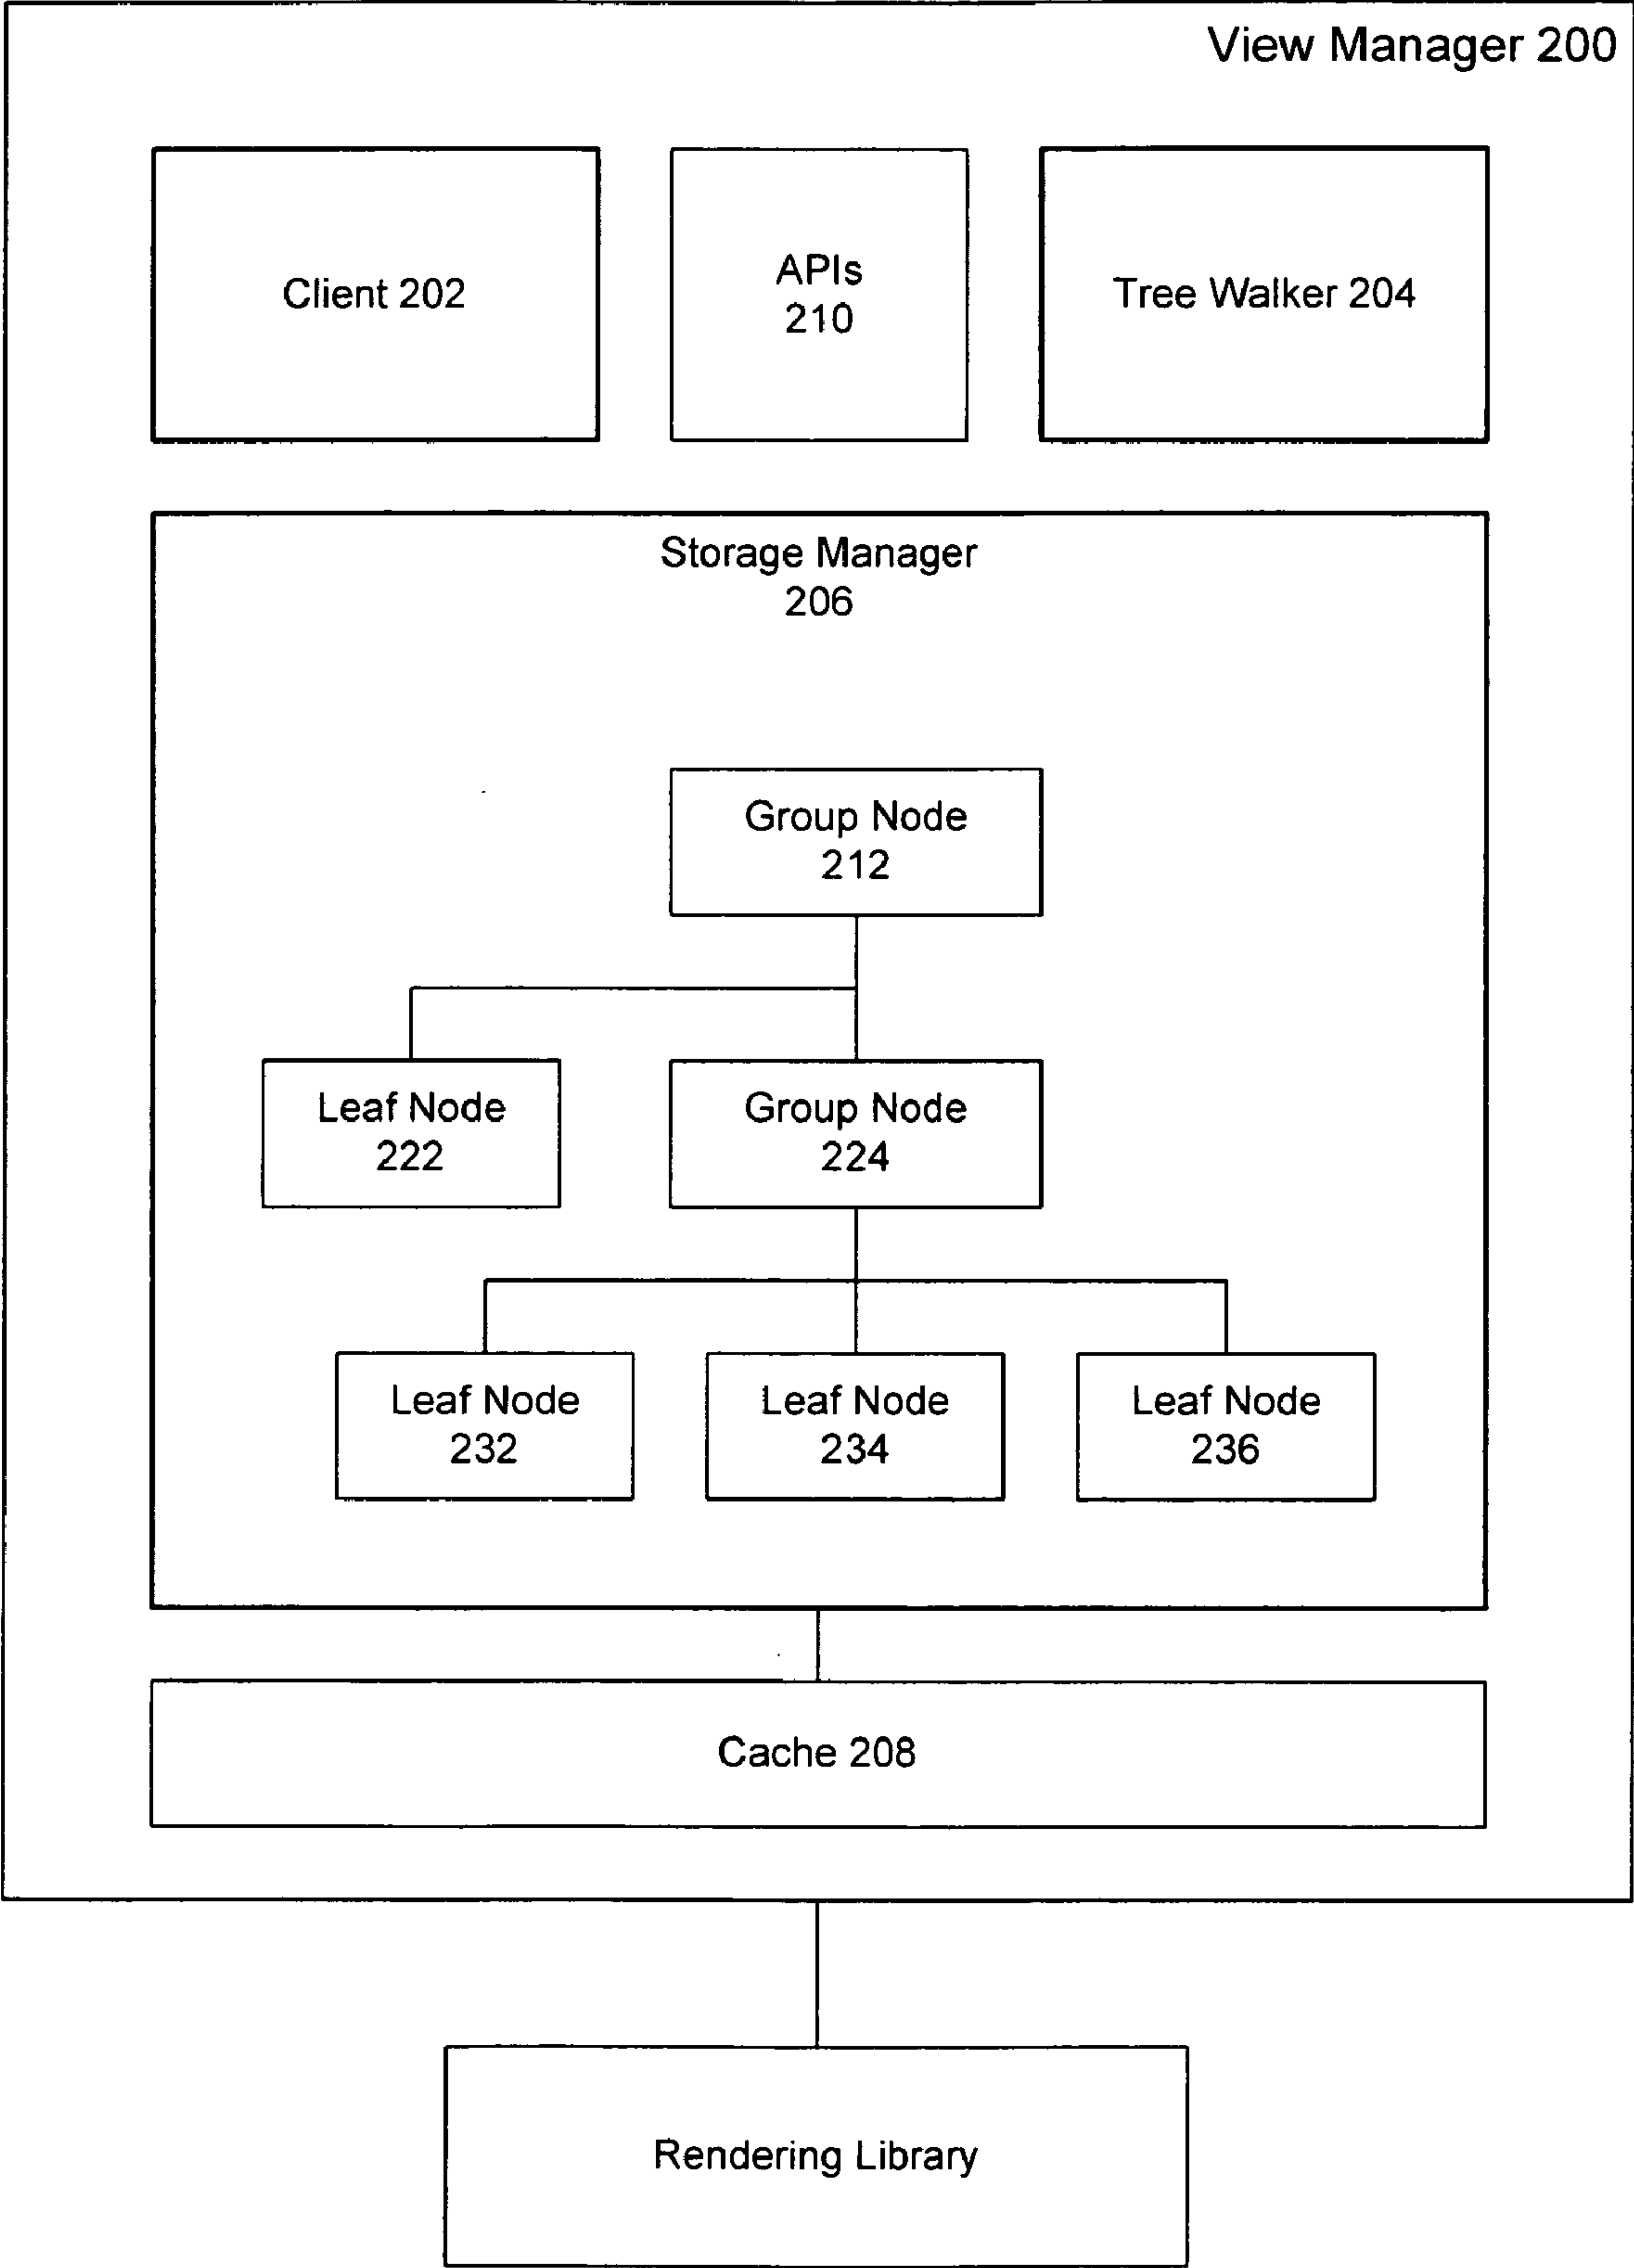 View Manager 200
Client 202
APIs
210
Tree Walker 204
Storage Manager
206
Group Node
212
Leaf Node
222
Group Node
224
Leaf Node
232
Leaf Node
234
Leaf Node
236
Cache 208
Rendering Library